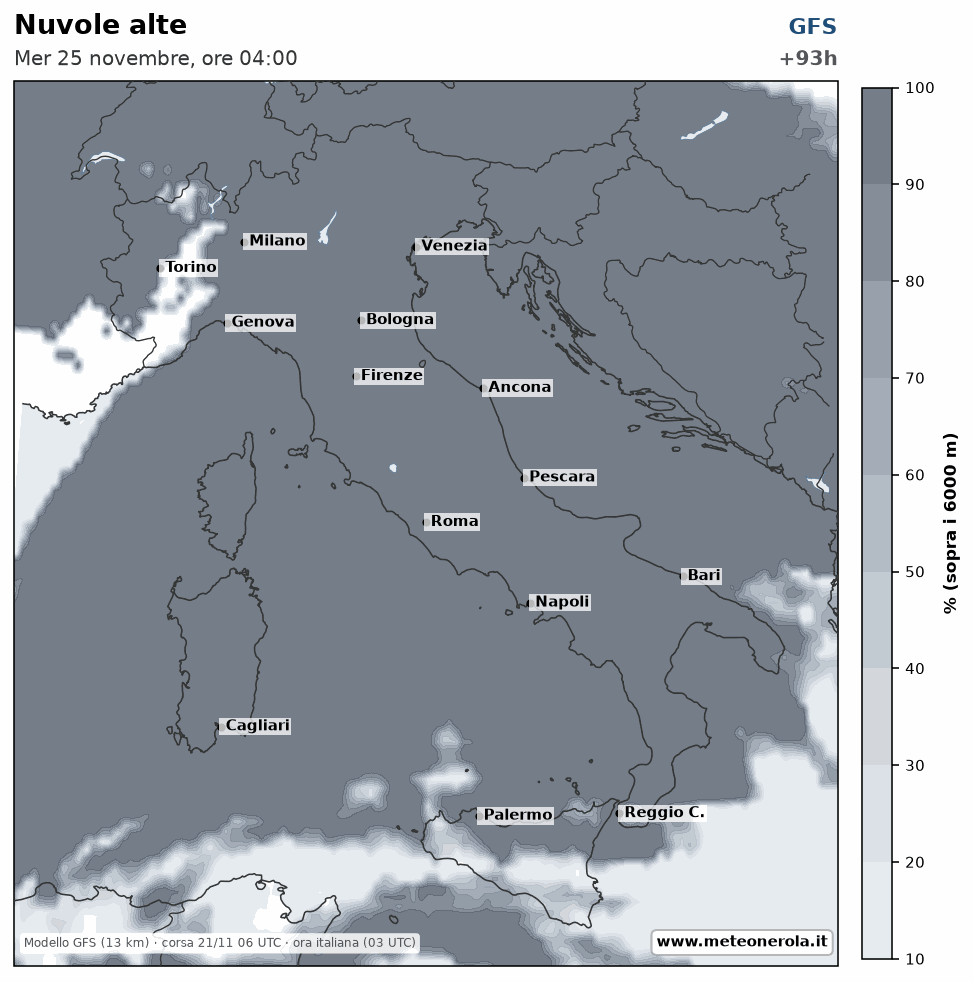 Nuvole alte
GFS
Mer 25 novembre, ore 04:00
+93h
100
90
80
70
60
50
40
30
20
10
% (sopra i 6000 m)
Milano
Venezia
Torino
Genova
Bologna
Firenze
Ancona
Pescara
Roma
Bari
Napoli
Cagliari
Palermo
Reggio C.
Modello GFS (13 km) · corsa 21/11 06 UTC · ora italiana (03 UTC)
www.meteonerola.it